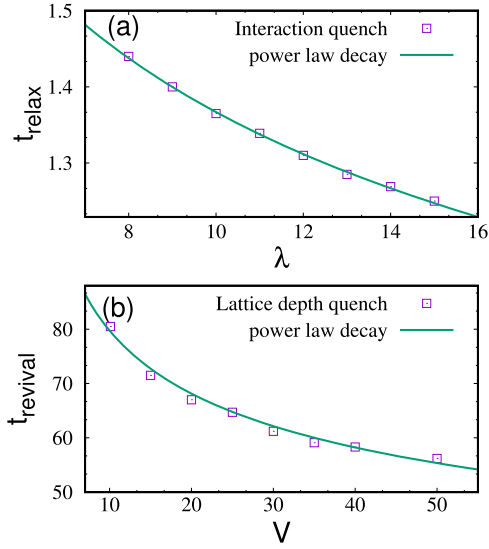 (a)
Interaction quench
power law decay
1.5
1.4
1.3
t_relax
8 10 12 14 16
λ
(b)
Lattice depth quench
power law decay
80
70
60
50
t_revival
10 20 30 40 50
V